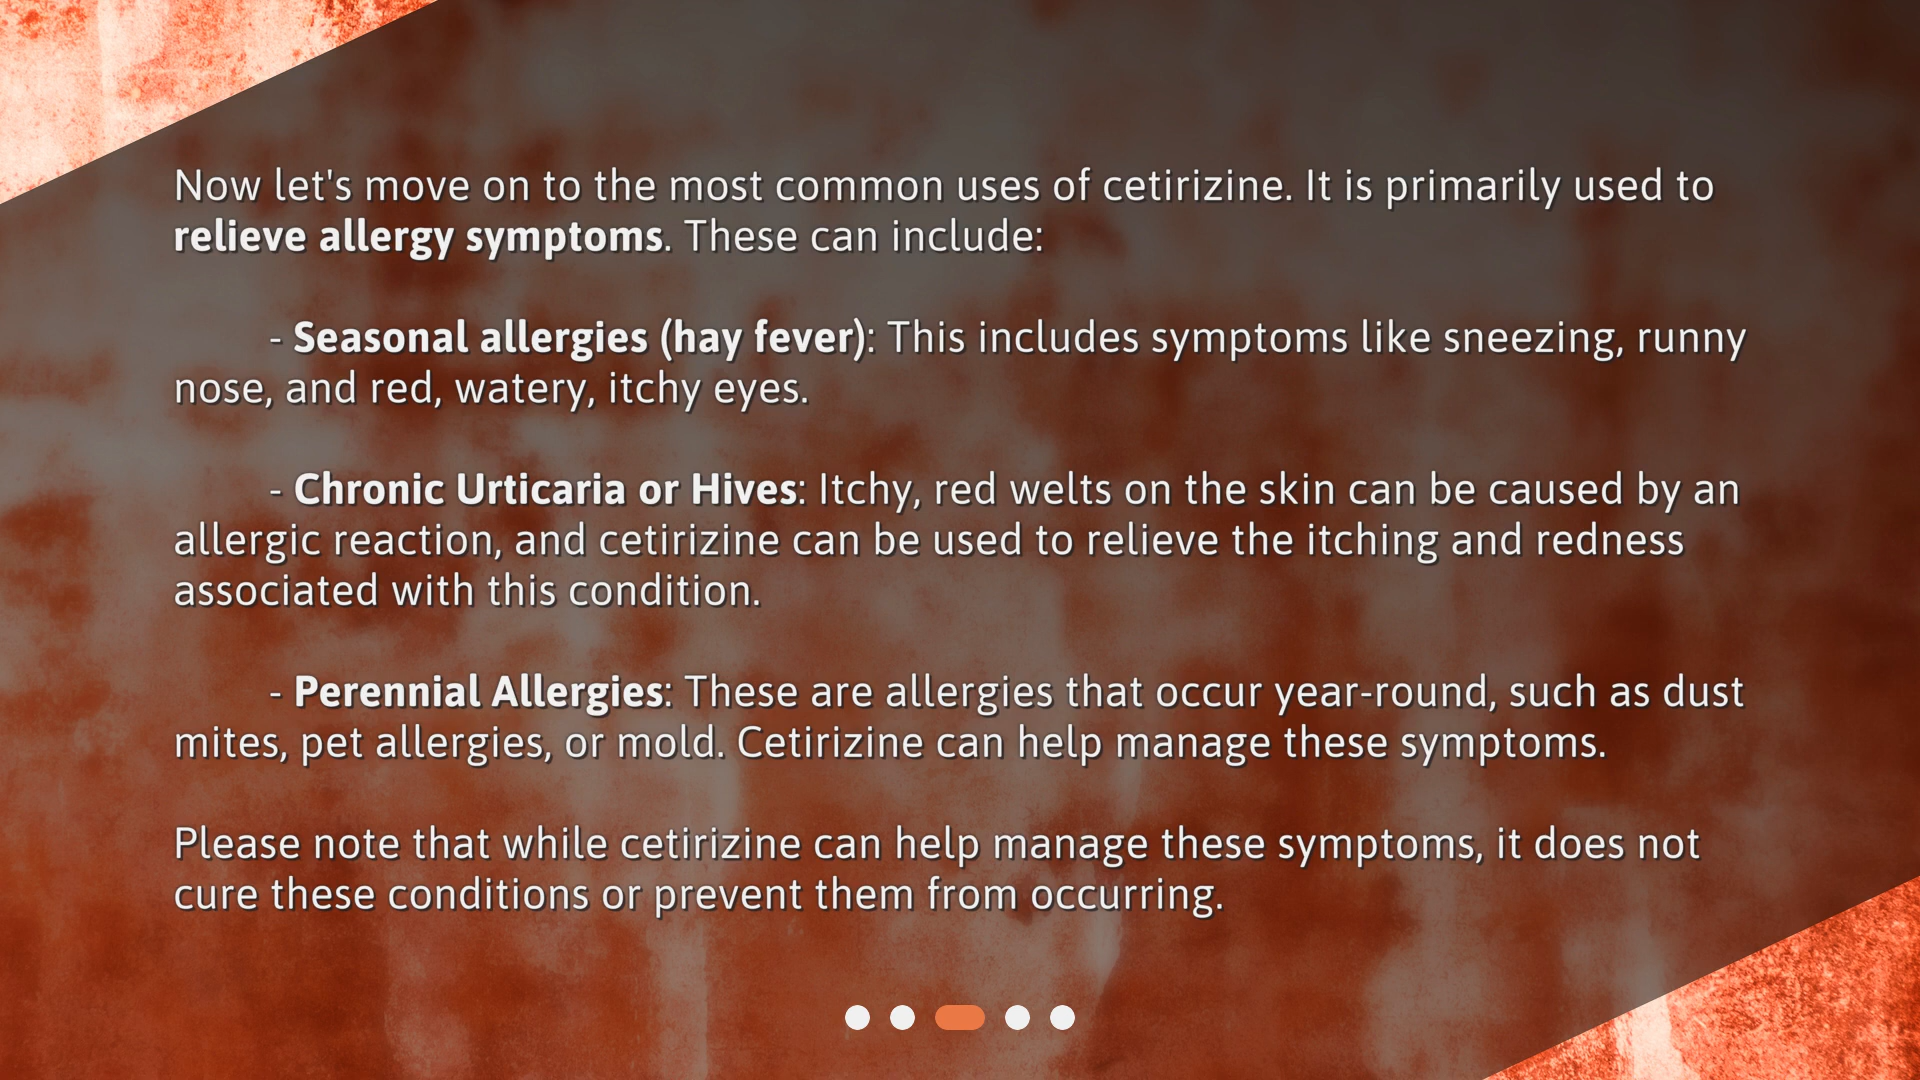 Now let's move on to the most common uses of cetirizine. It is primarily used to
relieve allergy symptoms. These can include:
- Seasonal allergies (hay fever): This includes symptoms like sneezing, runny
nose, and red, watery, itchy eyes.
- Chronic Urticaria or Hives: Itchy, red welts on the skin can be caused by an
allergic reaction, and cetirizine can be used to relieve the itching and redness
associated with this condition.
- Perennial Allergies: These are allergies that occur year-round, such as dust
mites, pet allergies, or mold. Cetirizine can help manage these symptoms.
Please note that while cetirizine can help manage these symptoms, it does not
cure these conditions or prevent them from occurring.